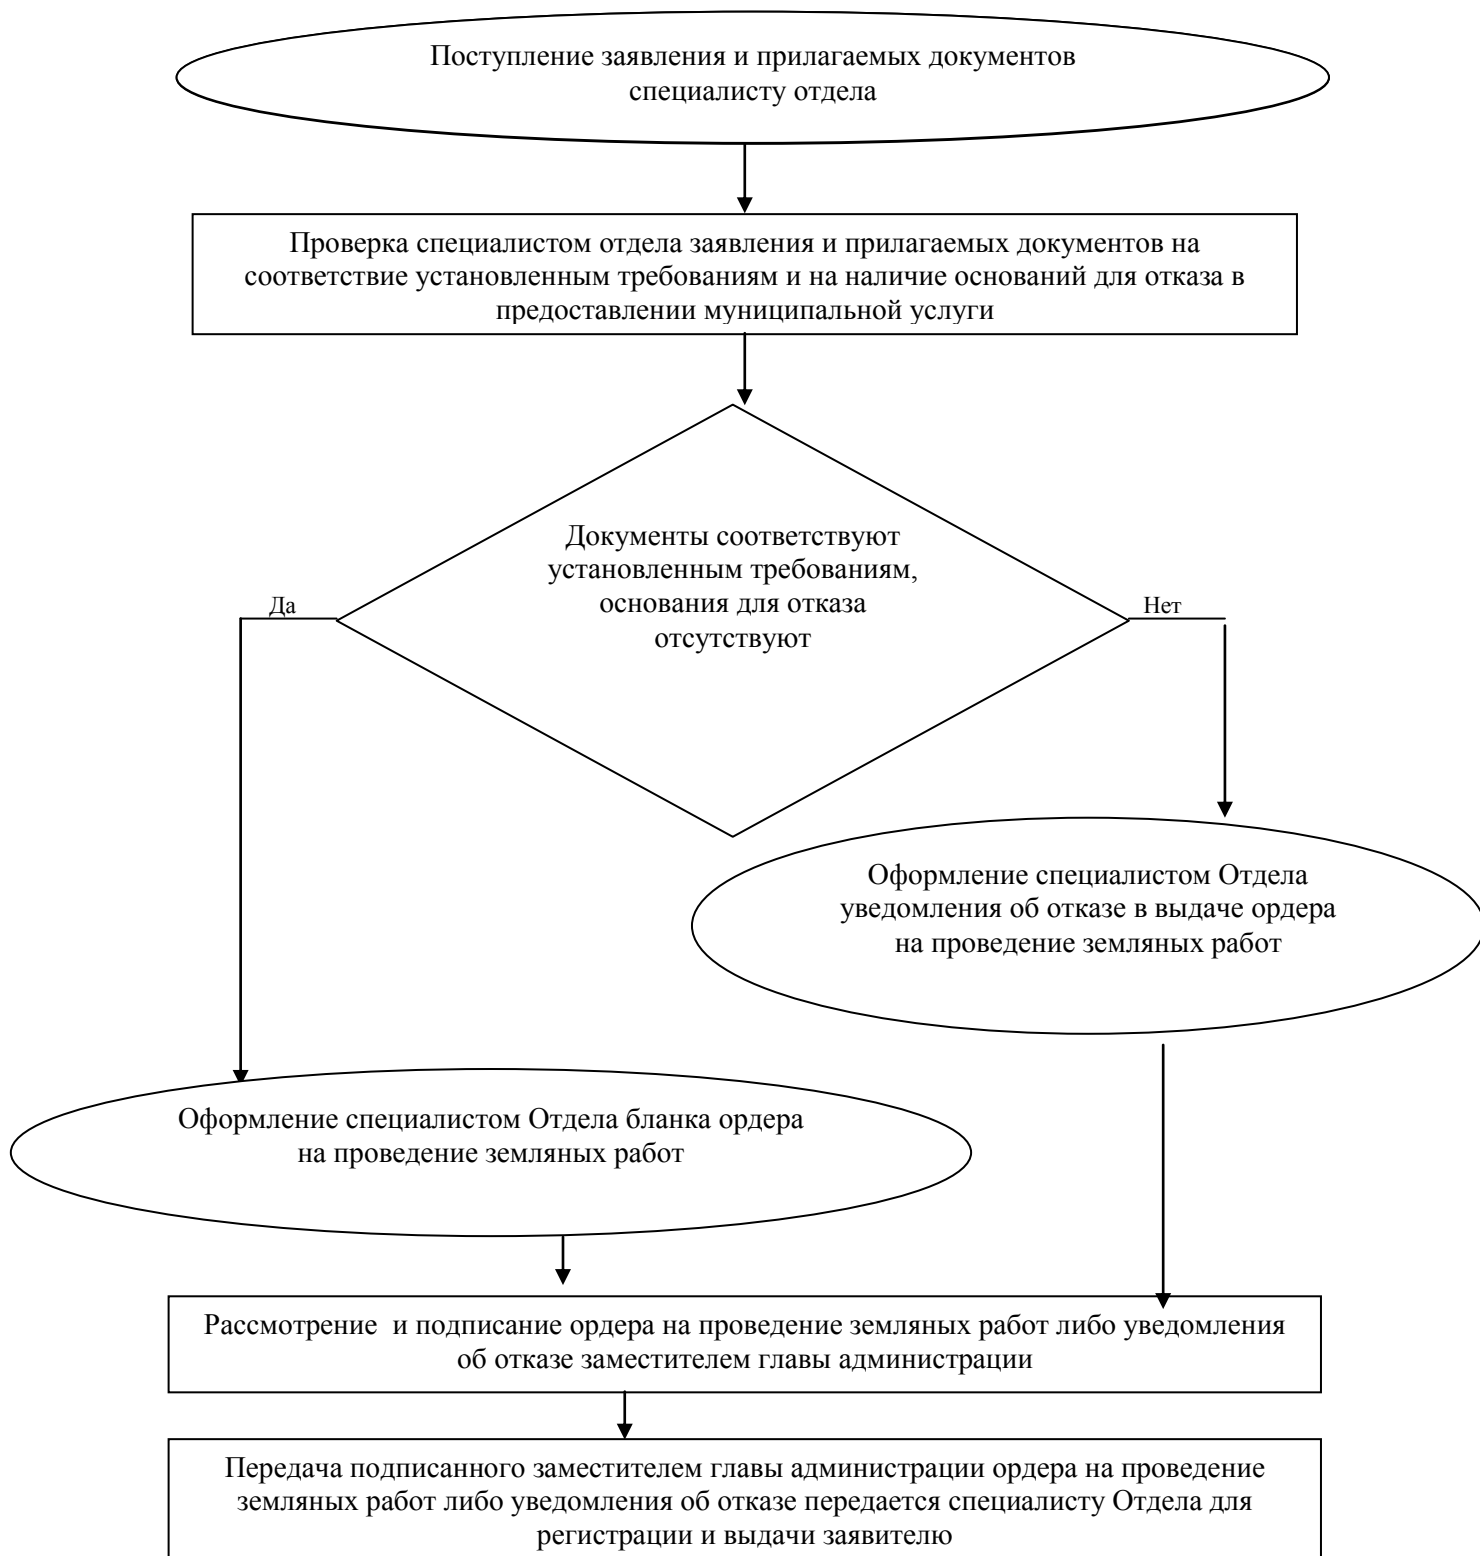 Поступление заявления и прилагаемых документов
специалисту отдела
Проверка специалистом отдела заявления и прилагаемых документов на
соответствие установленным требованиям и на наличие оснований для отказа в
предоставлении муниципальной услуги
Документы соответствуют
установленным требованиям,
основания для отказа
отсутствуют
Да
Нет
Оформление специалистом Отдела
уведомления об отказе в выдаче ордера
на проведение земляных работ
Оформление специалистом Отдела бланка ордера
на проведение земляных работ
Рассмотрение  и подписание ордера на проведение земляных работ либо уведомления
об отказе заместителем главы администрации
Передача подписанного заместителем главы администрации ордера на проведение
земляных работ либо уведомления об отказе передается специалисту Отдела для
регистрации и выдачи заявителю